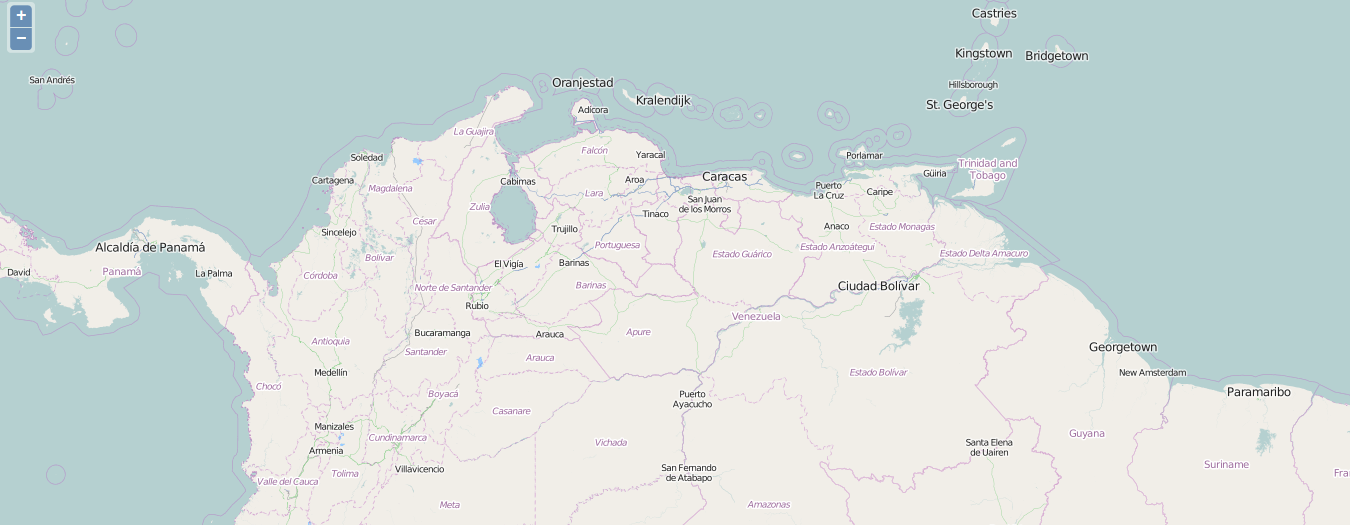 +
−
Castries
Kingstown
Bridgetown
San Andrés
Oranjestad
Hillsborough
Kralendijk
St. George's
Adícora
La Guajira
Falcón
Yaracal
Soledad
Porlamar
Trinidad and
Tobago
Güiria
Caracas
Cartagena
Cabimas
Aroa
Magdalena
Lara
Puerto
La Cruz
Caripe
San Juan
de los Morros
Zulia
Tinaco
César
Sincelejo
Trujillo
Anaco
Estado Monagas
Alcaldía de Panamá
Portuguesa
Estado Anzoátegui
Estado Guárico
Estado Delta Amacuro
Bolívar
El Vigía
Barinas
David
Panamá
La Palma
Córdoba
Norte de Santander
Barinas
Ciudad Bolívar
Rubio
Venezuela
Bucaramanga
Arauca
Apure
Antioquia
Santander
Arauca
Georgetown
Medellín
Estado Bolívar
New Amsterdam
Chocó
Boyacá
Puerto
Ayacucho
Paramaribo
Casanare
Manizales
Cundinamarca
Vichada
Santa Elena
de Uairen
Guyana
Armenia
Villavicencio
San Fernando
de Atabapo
Suriname
Tolima
Fra
Valle del Cauca
Meta
Amazonas